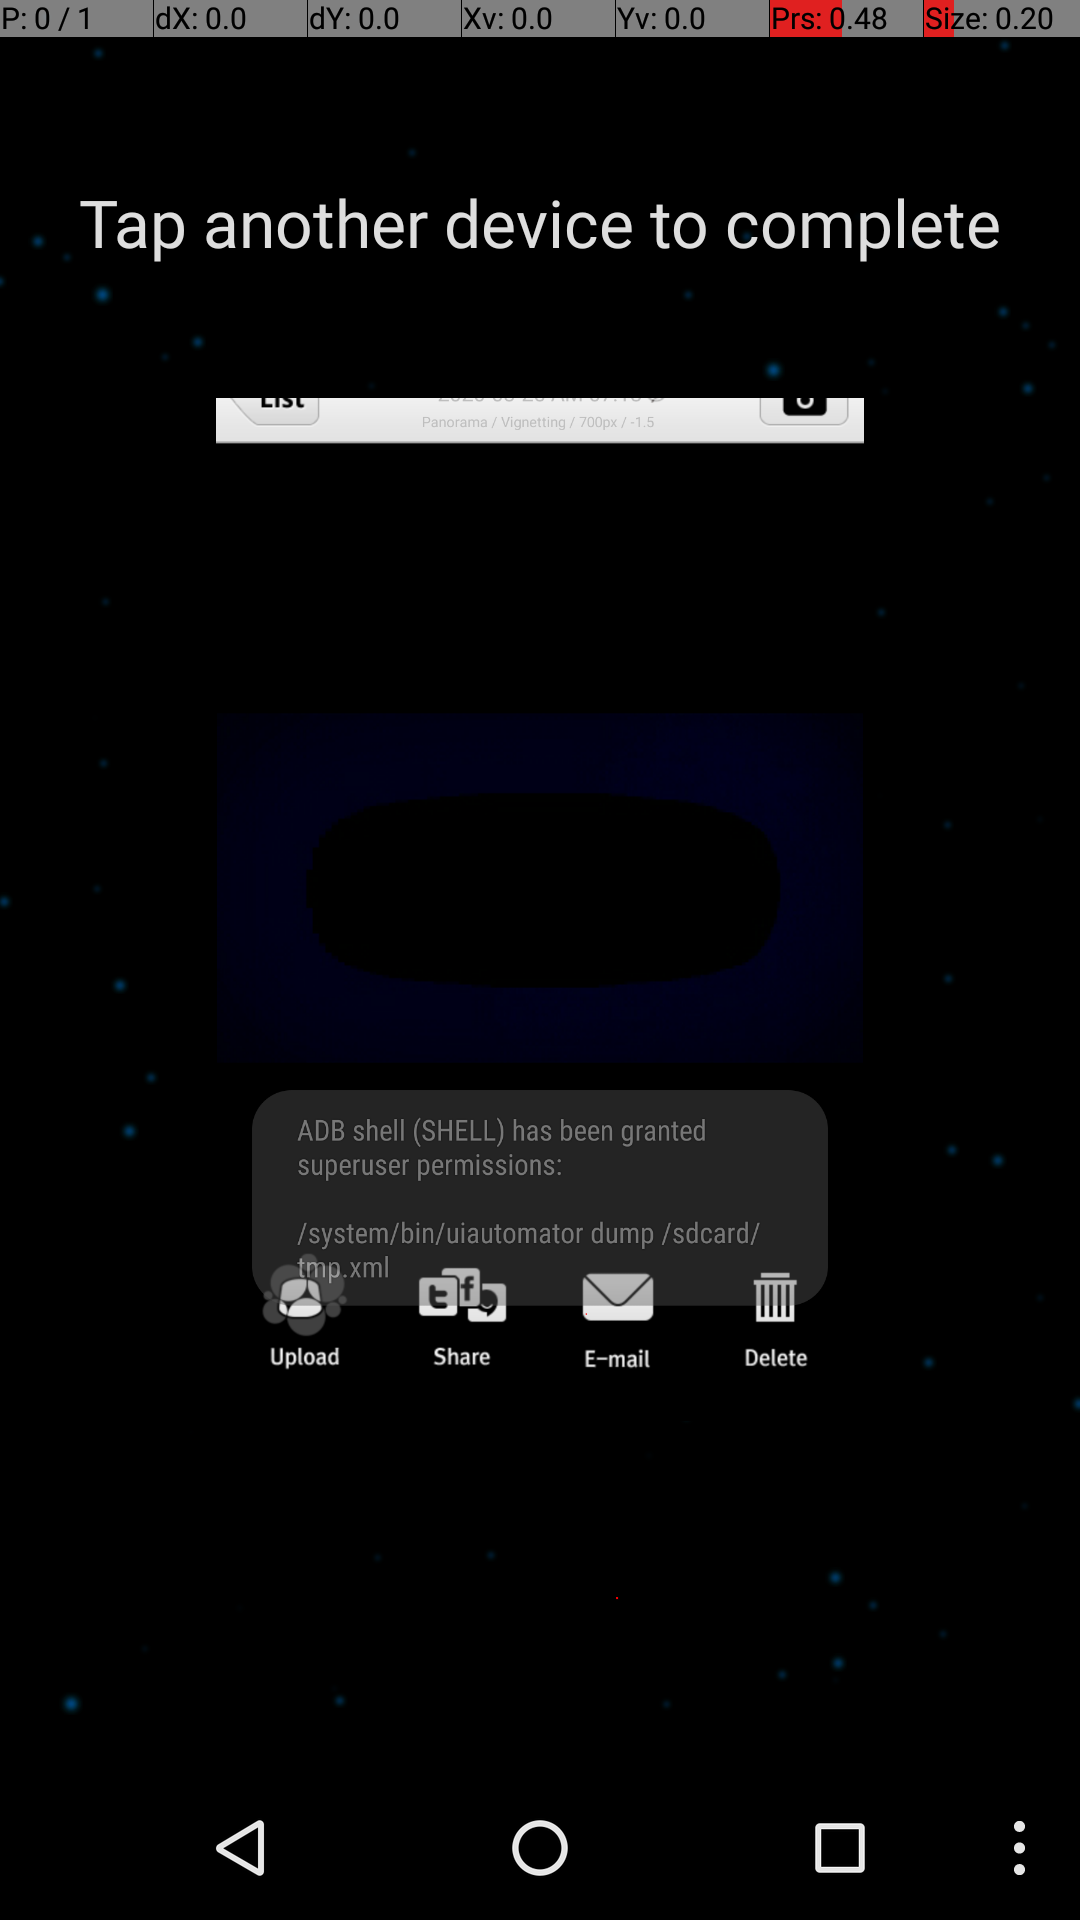 P: 0 / 1 dX: 0.0 dY: 0.0 Xv: 0.0 Yv: 0.0 Prs: 0.48 Size: 0.20
Tap another device to complete
List
Panorama / Vignetting / 700px / -1.5
ADB shell (SHELL) has been granted
superuser permissions:
/system/bin/uiautomator dump /sdcard/
tmp.xml
Upload Share E-mail Delete